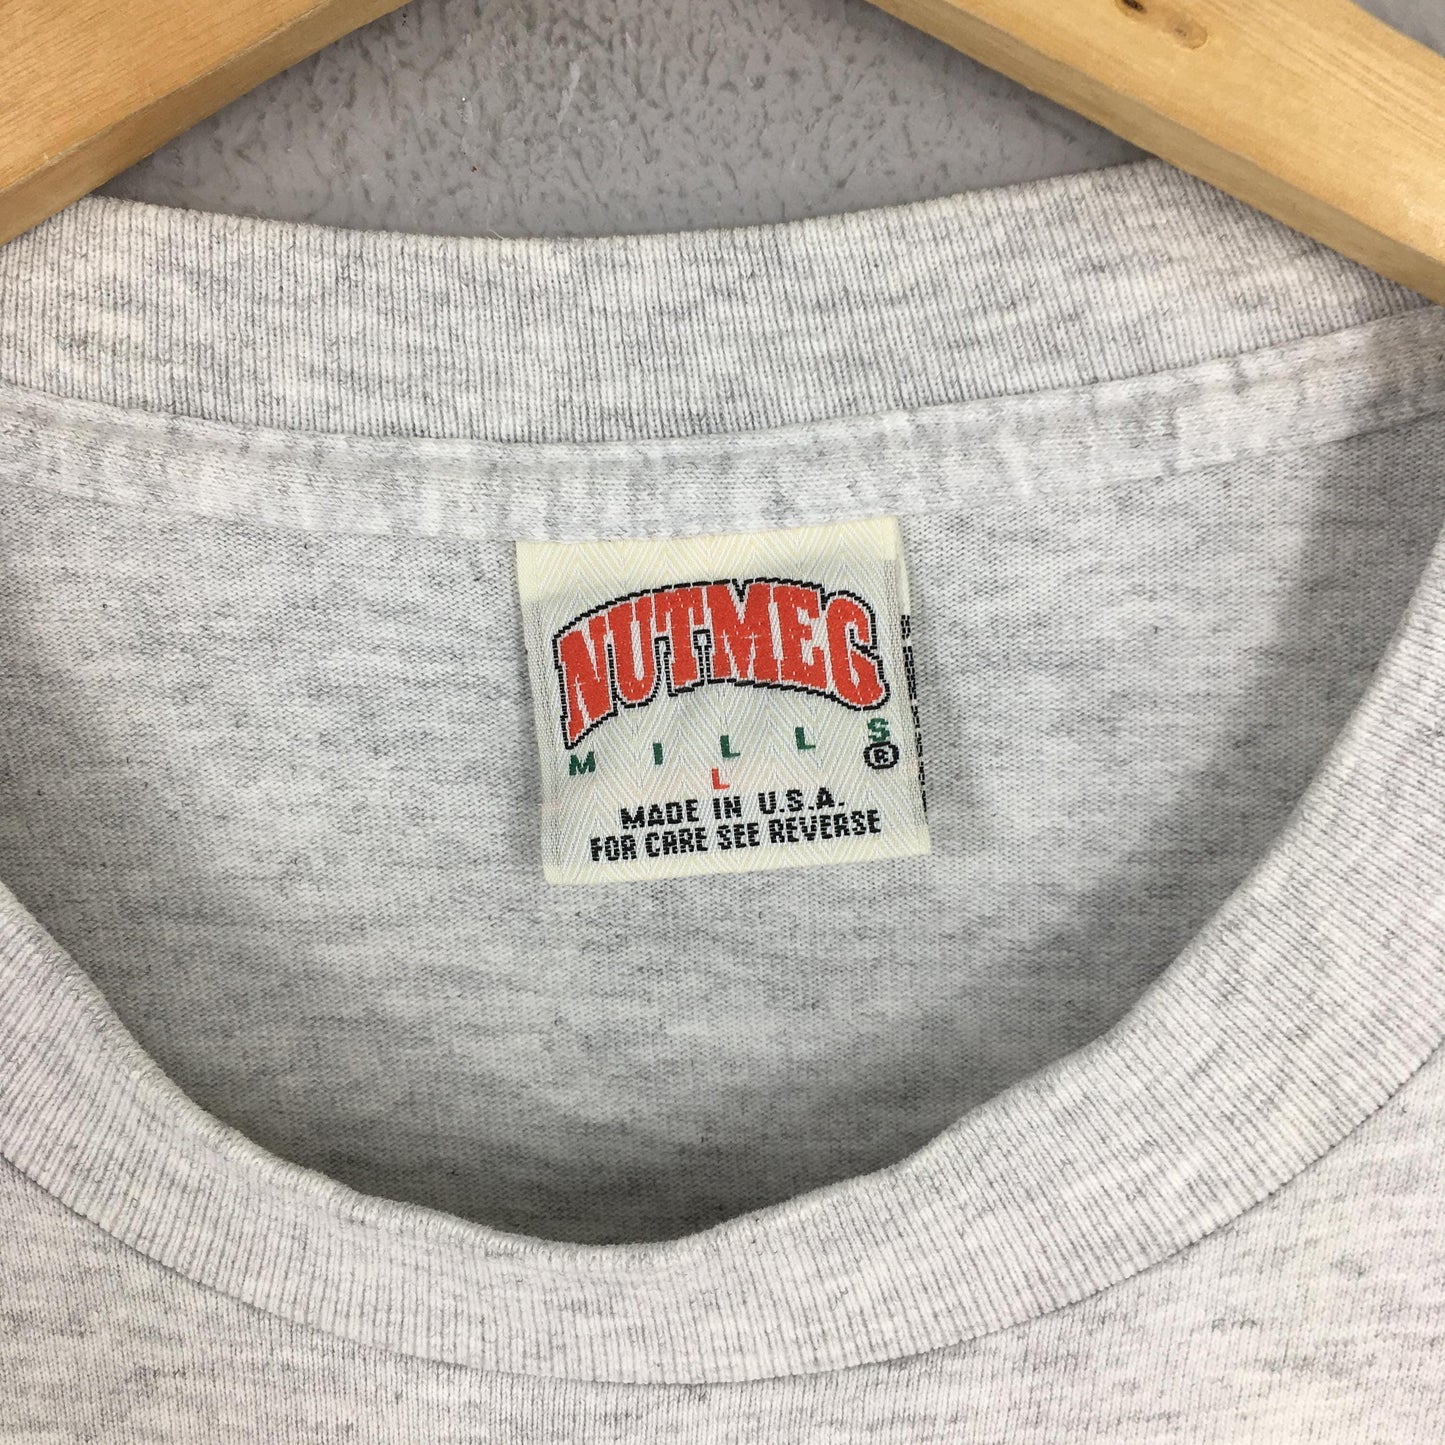 NUTMEG
MILLS®
L
MADE IN U.S.A.
FOR CARE SEE REVERSE